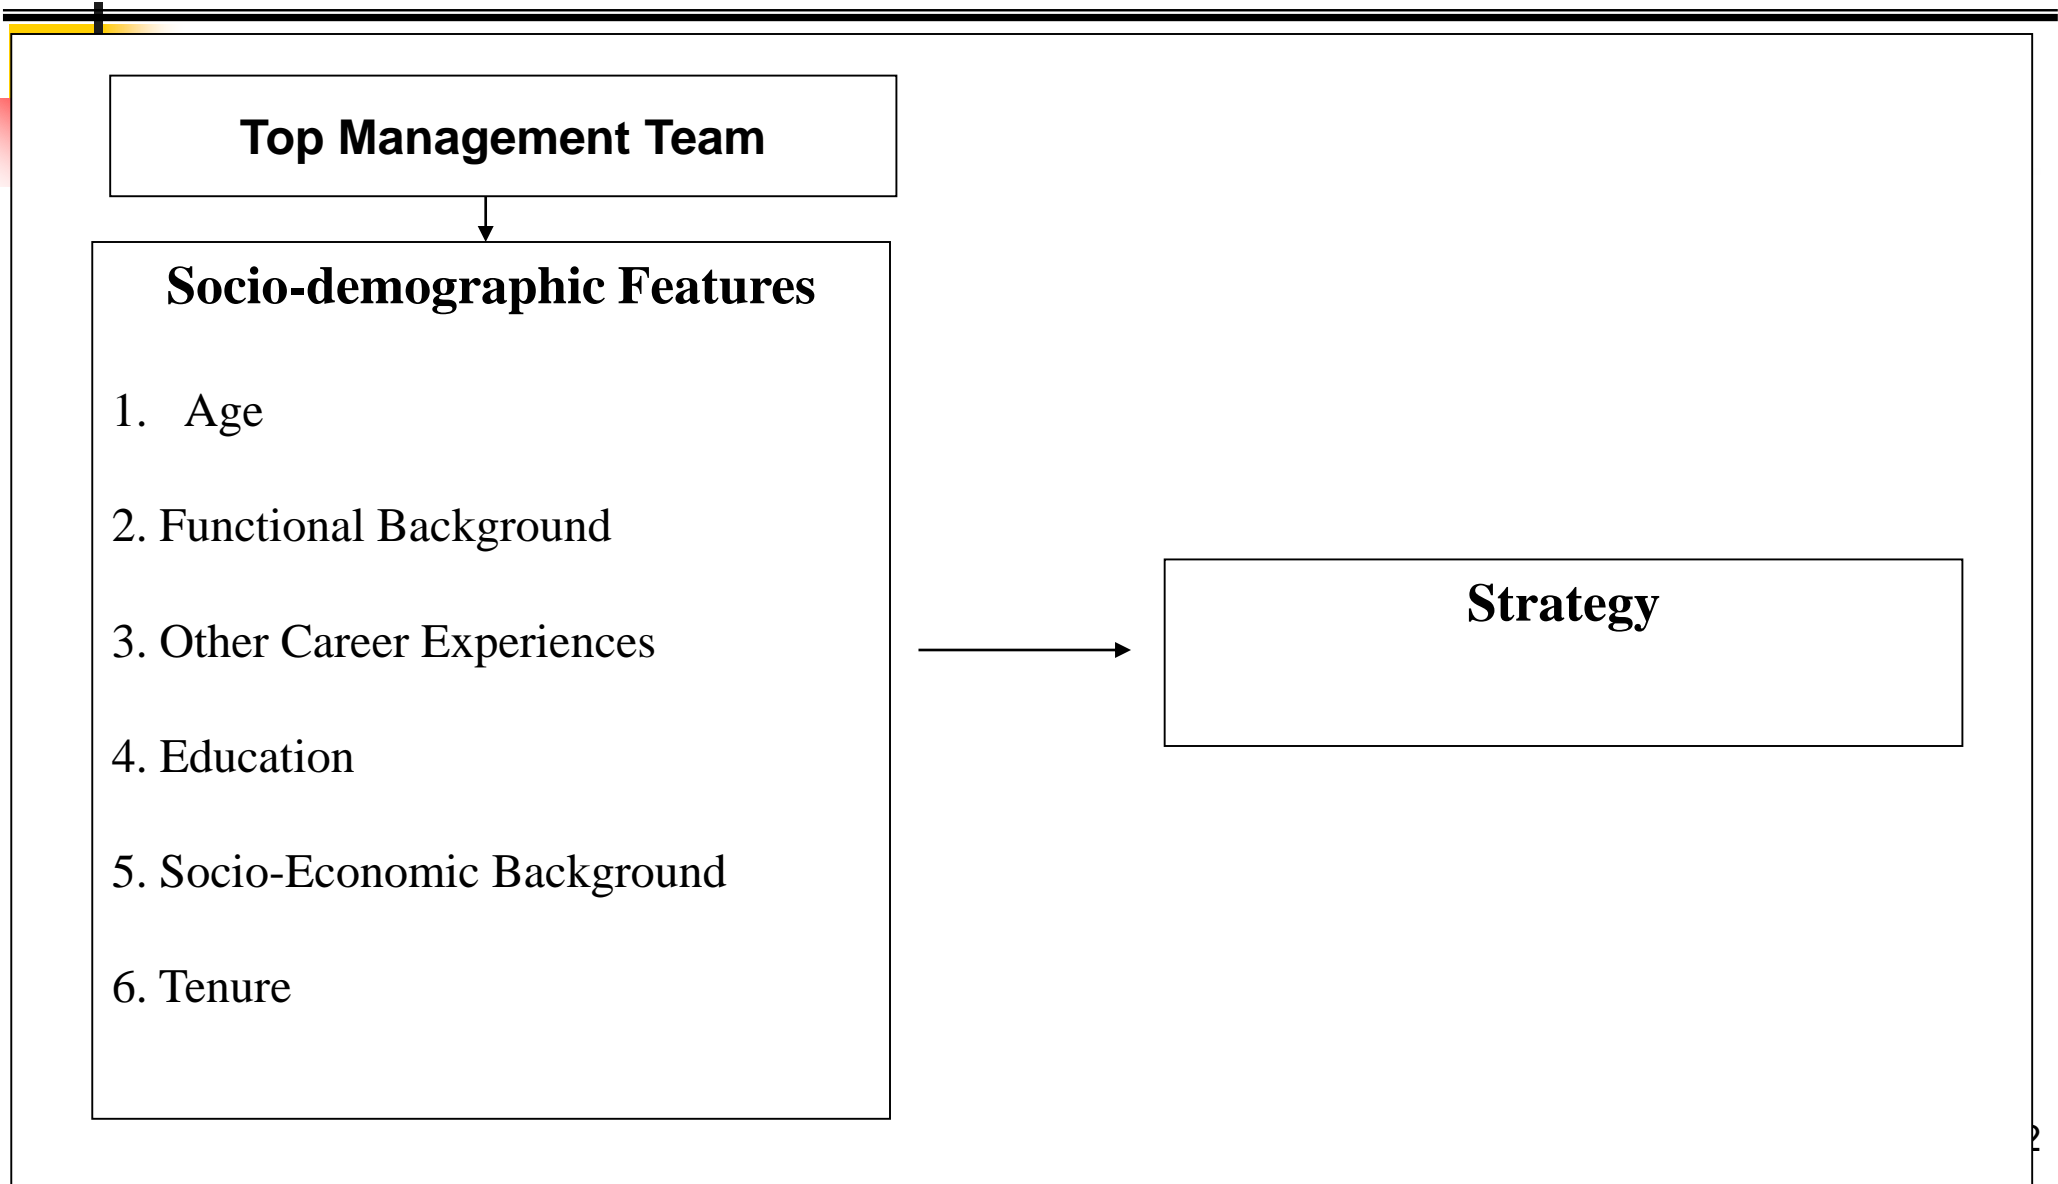 Top Management Team
Socio-demographic Features
1. Age
2. Functional Background
3. Other Career Experiences
4. Education
5. Socio-Economic Background
6. Tenure
Strategy